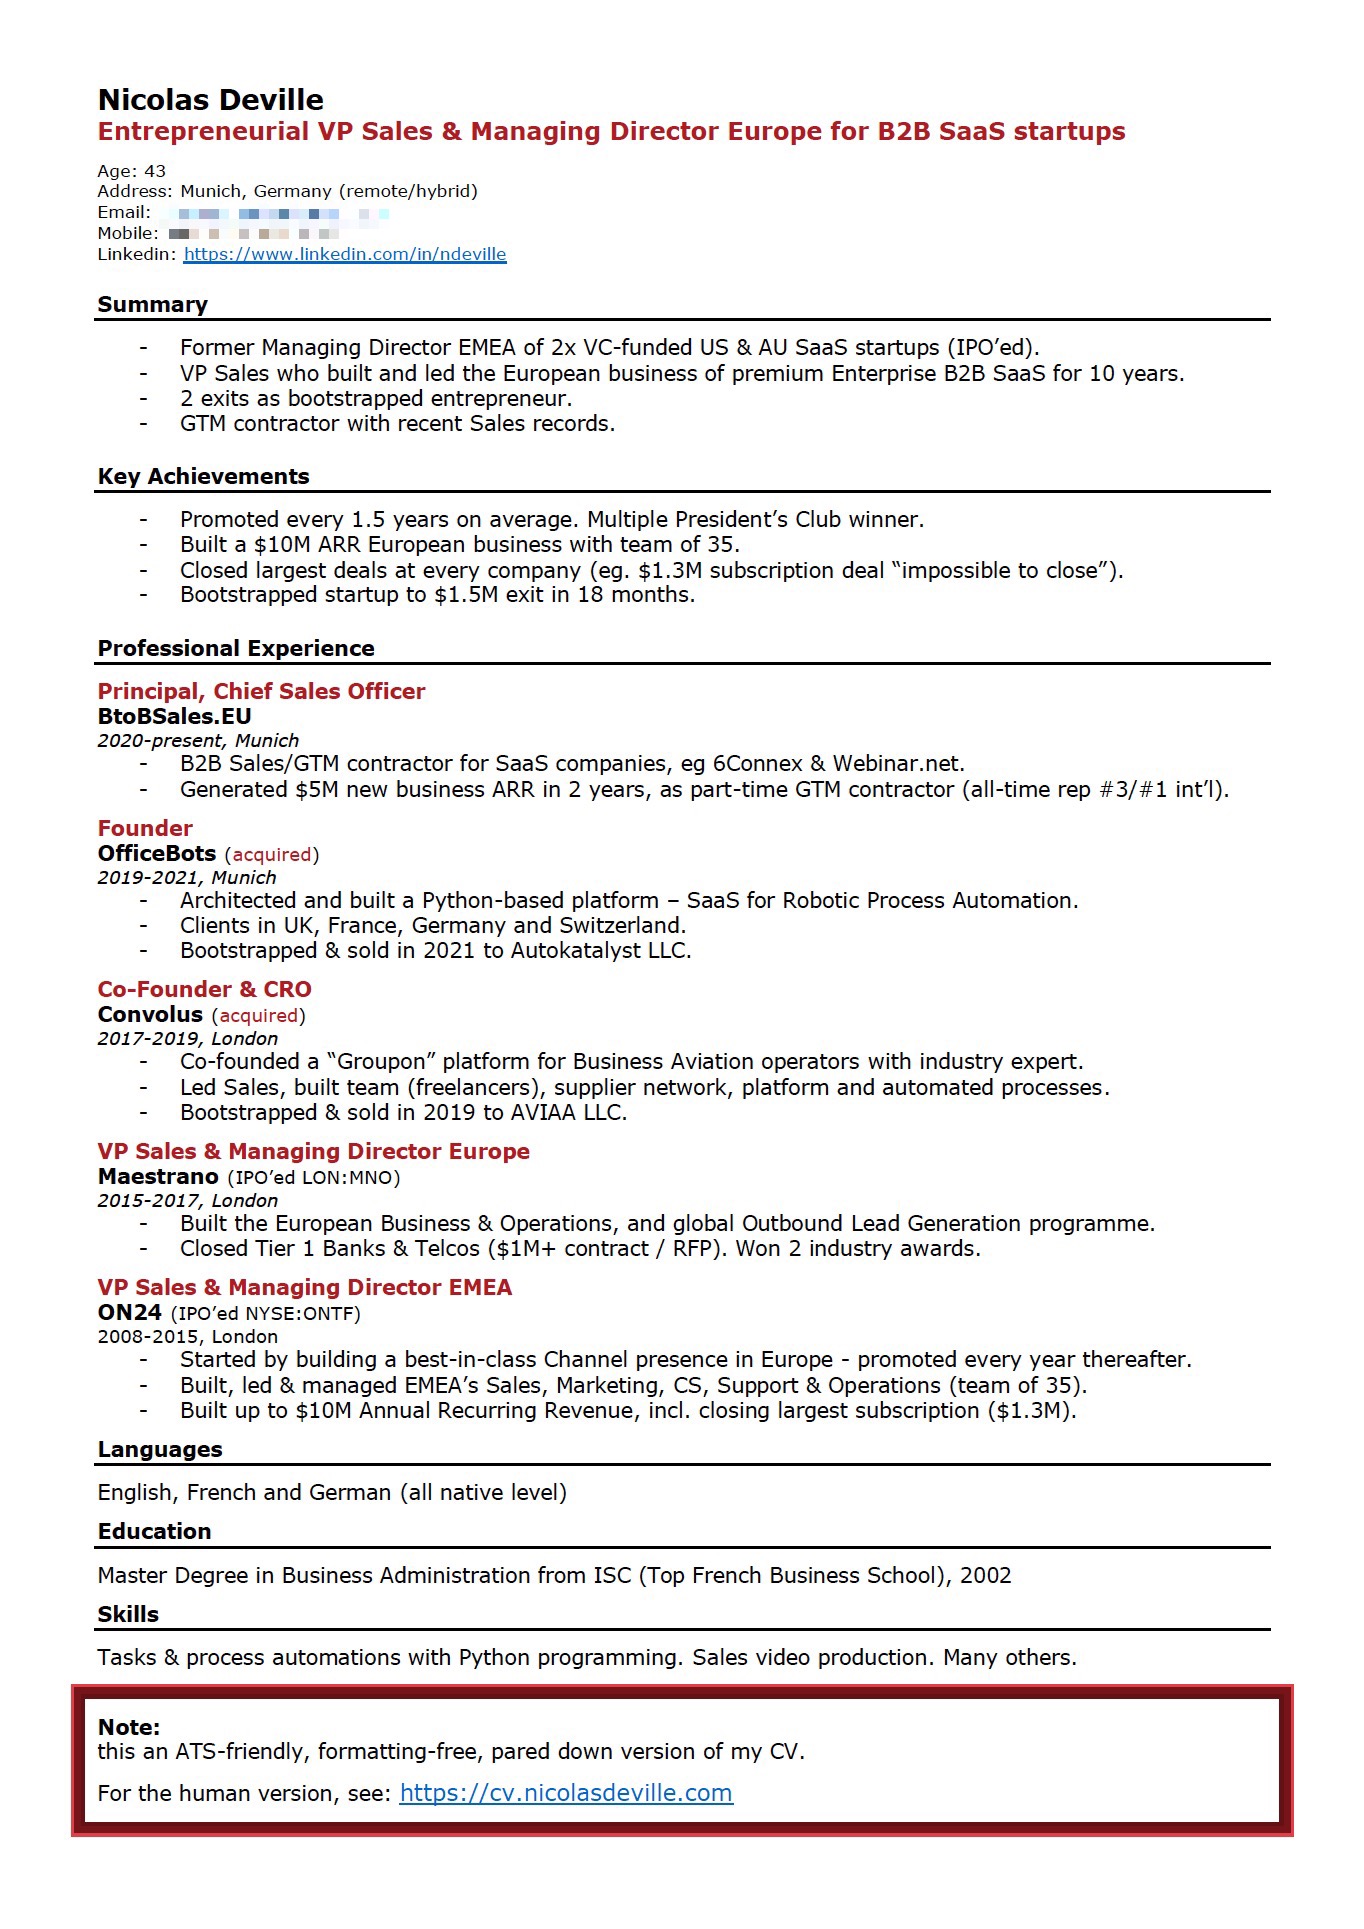 Nicolas Deville
Entrepreneurial VP Sales & Managing Director Europe for B2B SaaS startups
Age: 43
Address: Munich, Germany (remote/hybrid)
Email:
Mobile:
Linkedin: https://www.linkedin.com/in/ndeville
Summary
- Former Managing Director EMEA of 2x VC-funded US & AU SaaS startups (IPO’ed).
- VP Sales who built and led the European business of premium Enterprise B2B SaaS for 10 years.
- 2 exits as bootstrapped entrepreneur.
- GTM contractor with recent Sales records.
Key Achievements
- Promoted every 1.5 years on average. Multiple President’s Club winner.
- Built a $10M ARR European business with team of 35.
- Closed largest deals at every company (eg. $1.3M subscription deal “impossible to close”).
- Bootstrapped startup to $1.5M exit in 18 months.
Professional Experience
Principal, Chief Sales Officer
BtoBSales.EU
2020-present, Munich
- B2B Sales/GTM contractor for SaaS companies, eg 6Connex & Webinar.net.
- Generated $5M new business ARR in 2 years, as part-time GTM contractor (all-time rep #3/#1 int’l).
Founder
OfficeBots (acquired)
2019-2021, Munich
- Architected and built a Python-based platform – SaaS for Robotic Process Automation.
- Clients in UK, France, Germany and Switzerland.
- Bootstrapped & sold in 2021 to Autokatalyst LLC.
Co-Founder & CRO
Convolus (acquired)
2017-2019, London
- Co-founded a “Groupon” platform for Business Aviation operators with industry expert.
- Led Sales, built team (freelancers), supplier network, platform and automated processes.
- Bootstrapped & sold in 2019 to AVIAA LLC.
VP Sales & Managing Director Europe
Maestrano (IPO’ed LON:MNO)
2015-2017, London
- Built the European Business & Operations, and global Outbound Lead Generation programme.
- Closed Tier 1 Banks & Telcos ($1M+ contract / RFP). Won 2 industry awards.
VP Sales & Managing Director EMEA
ON24 (IPO’ed NYSE:ONTF)
2008-2015, London
- Started by building a best-in-class Channel presence in Europe - promoted every year thereafter.
- Built, led & managed EMEA’s Sales, Marketing, CS, Support & Operations (team of 35).
- Built up to $10M Annual Recurring Revenue, incl. closing largest subscription ($1.3M).
Languages
English, French and German (all native level)
Education
Master Degree in Business Administration from ISC (Top French Business School), 2002
Skills
Tasks & process automations with Python programming. Sales video production. Many others.
Note:
this an ATS-friendly, formatting-free, pared down version of my CV.
For the human version, see: https://cv.nicolasdeville.com